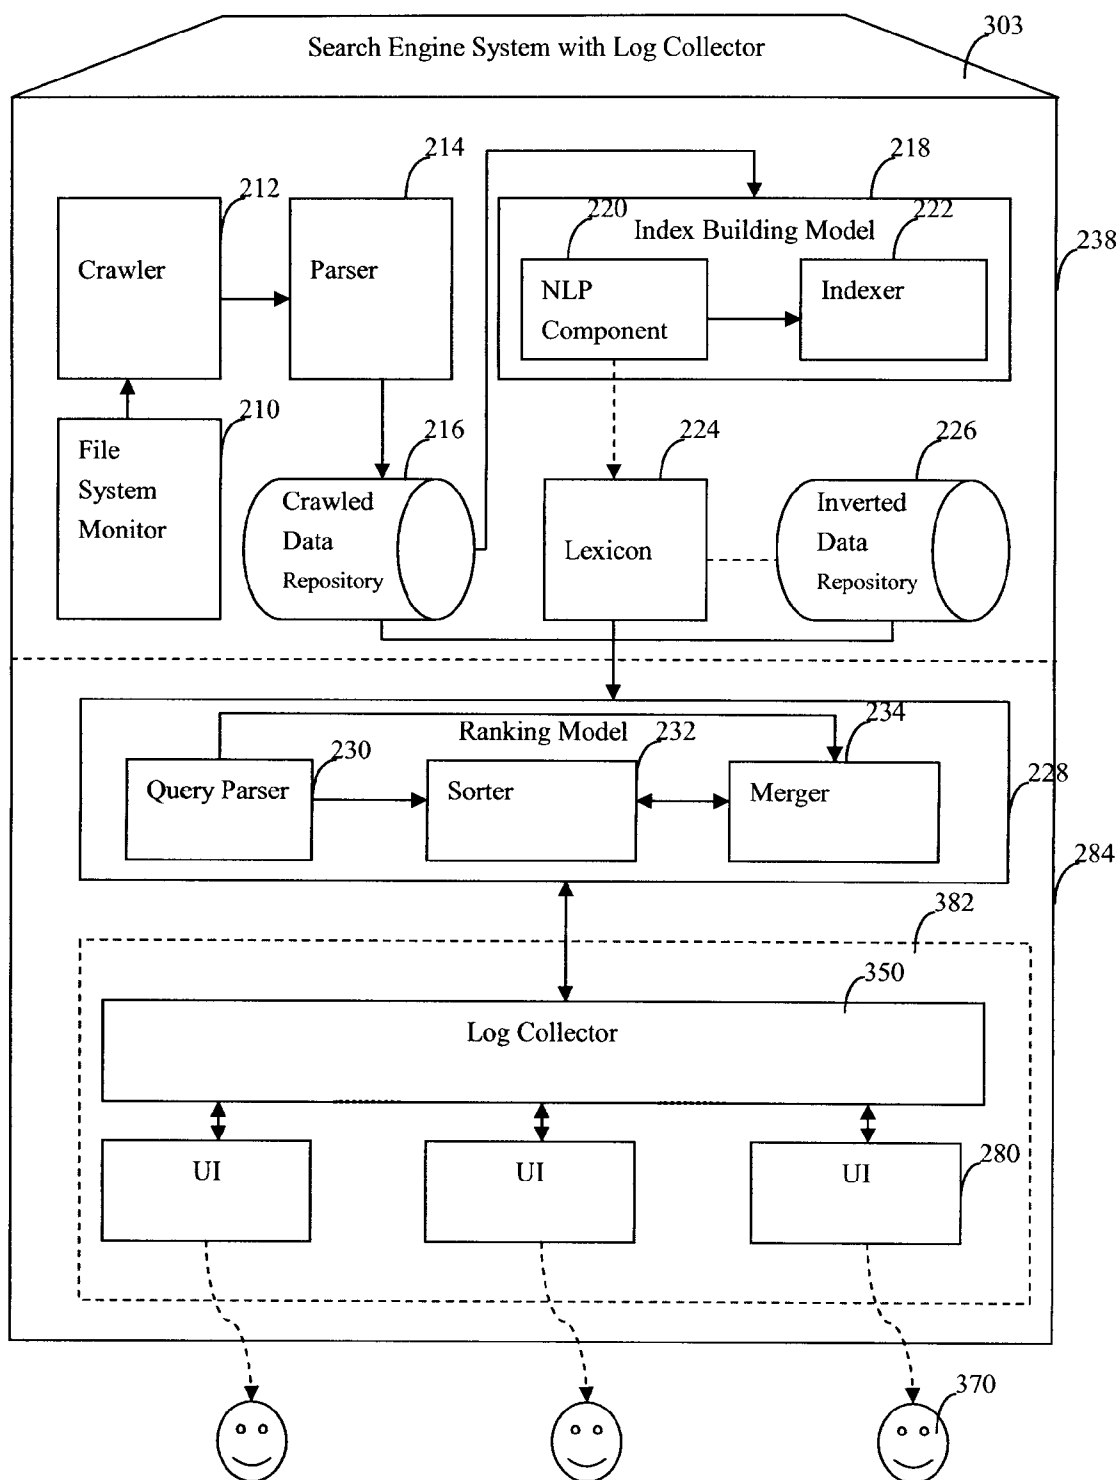 Search Engine System with Log Collector
303
214
218
212
220
222
Index Building Model
238
Crawler
Parser
NLP
Component
Indexer
210
216
224
226
File
System
Monitor
Crawled
Data
Repository
Lexicon
Inverted
Data
Repository
Ranking Model
234
232
230
228
Query Parser
Sorter
Merger
284
382
350
Log Collector
UI
UI
UI
280
370